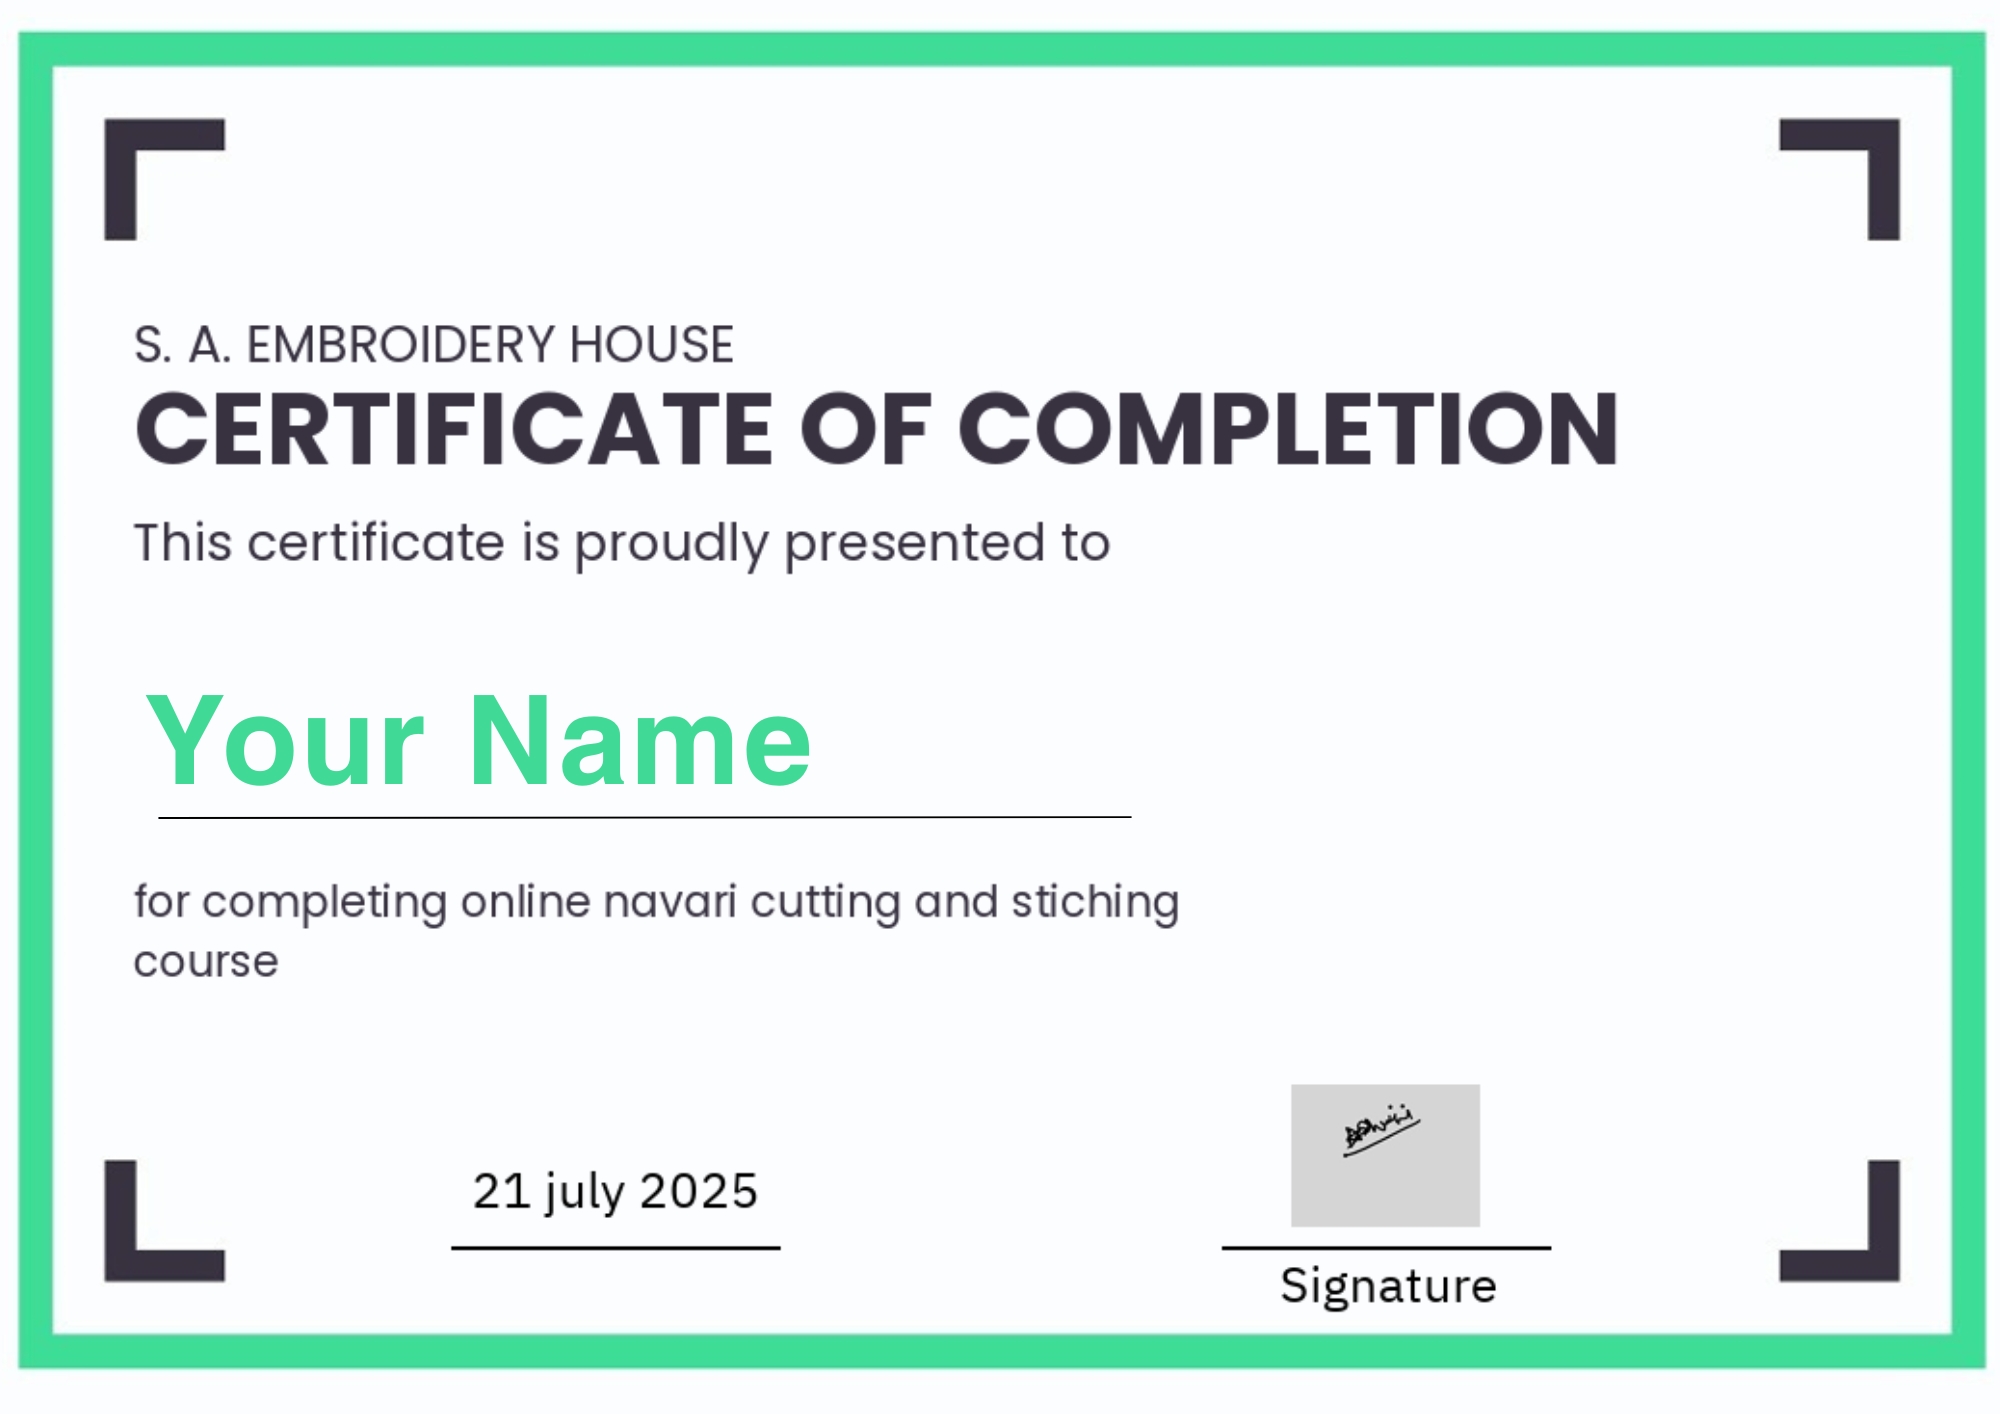 S. A. EMBROIDERY HOUSE
CERTIFICATE OF COMPLETION
This certificate is proudly presented to
Your Name
for completing online navari cutting and stiching
course
21 july 2025
Signature